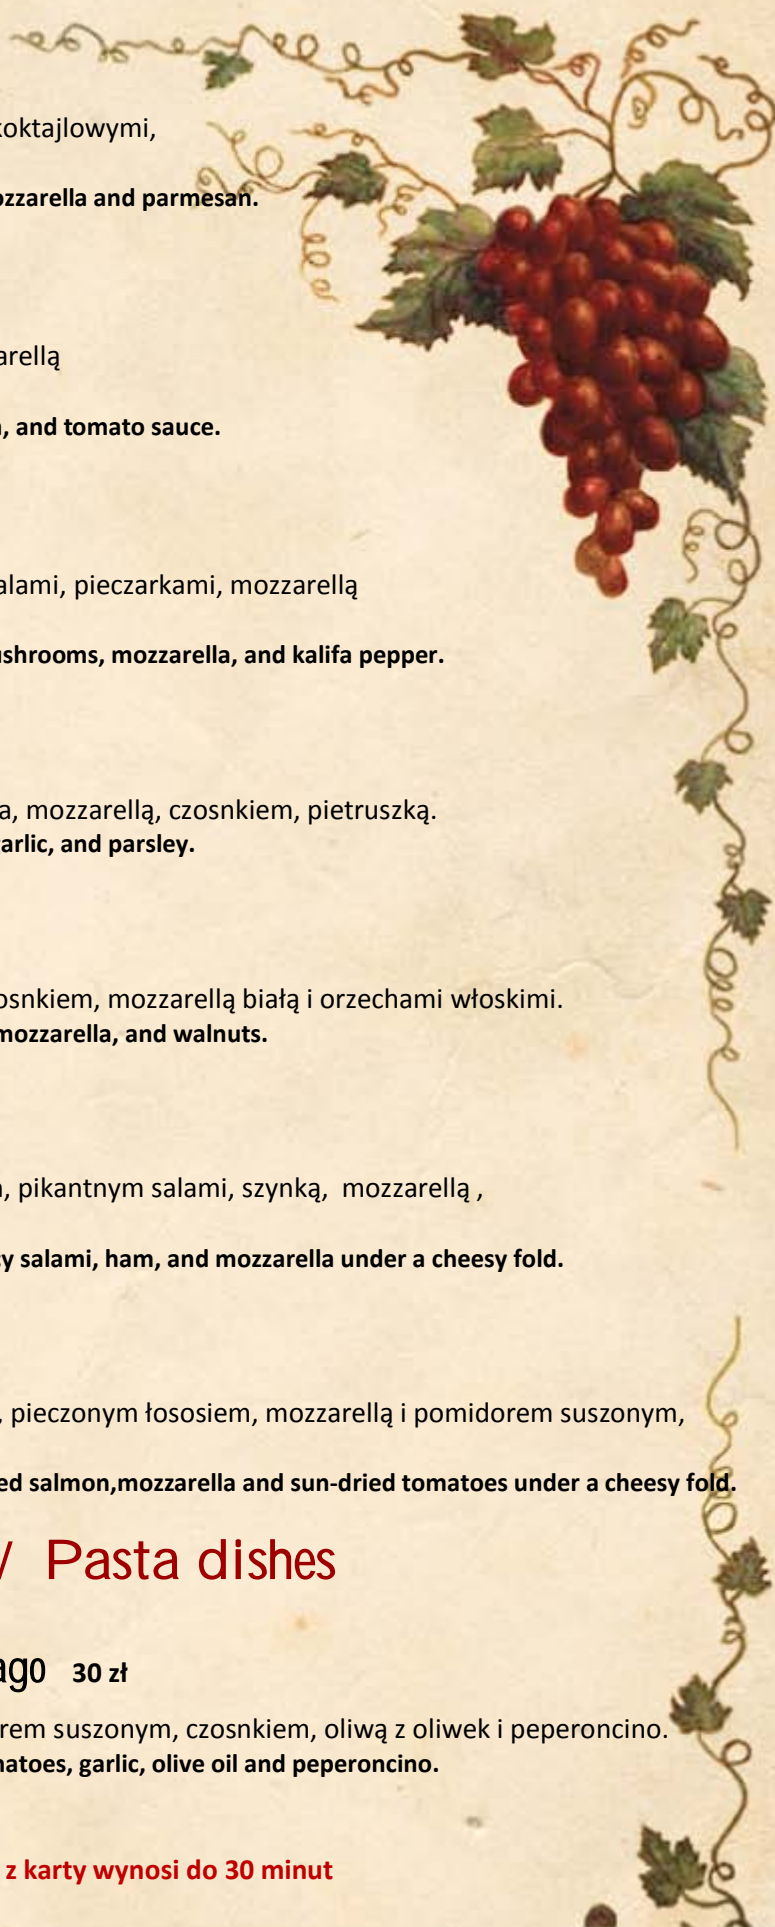 koktajlowymi,
ozzarella and parmesan.
arellą
, and tomato sauce.
alami, pieczarkami, mozzarellą
shrooms, mozzarella, and kalifa pepper.
a, mozzarellą, czosnkiem, pietruszką.
arlic, and parsley.
osnkiem, mozzarellą białą i orzechami włoskimi.
mozzarella, and walnuts.
, pikantnym salami, szynką, mozzarellą ,
y salami, ham, and mozzarella under a cheesy fold.
, pieczonym łososiem, mozzarellą i pomidorem suszonym,
ed salmon,mozzarella and sun-dried tomatoes under a cheesy fold.
/ Pasta dishes
ago 30 zł
rem suszonym, czosnkiem, oliwą z oliwek i peperoncino.
natoes, garlic, olive oil and peperoncino.
z karty wynosi do 30 minut